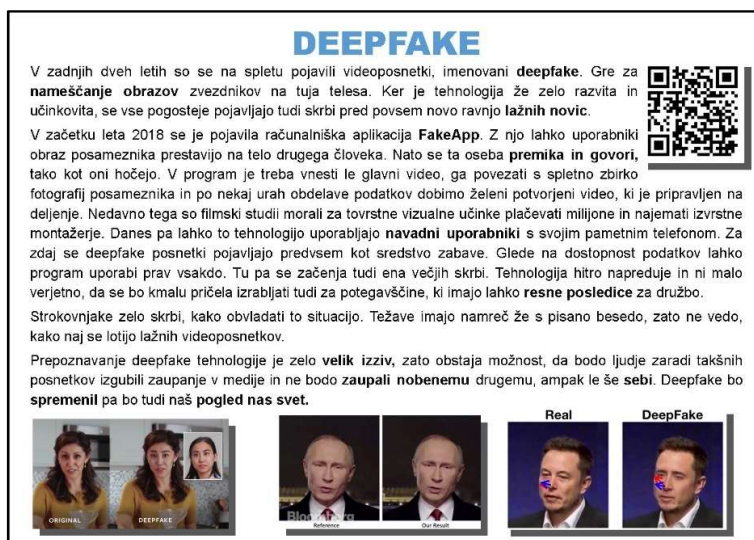 DEEPFAKE
V zadnjih dveh letih so se na spletu pojavili videoposnetki, imenovani deepfake. Gre za
nameščanje obrazov zvezdnikov na tuja telesa. Ker je tehnologija že zelo razvita in
učinkovita, se vse pogosteje pojavljajo tudi skrbi pred povsem novo ravnjo lažnih novic.
V začetku leta 2018 se je pojavila računalniška aplikacija FakeApp. Z njo lahko uporabniki
obraz posameznika prestavijo na telo drugega človeka. Nato se ta oseba premika in govori,
tako kot oni hočejo. V program je treba vnesti le glavni video, ga povezati s spletno zbirko
fotografij posameznika in po nekaj urah obdelave podatkov dobimo želeni potvorjeni video, ki je pripravljen na
deljenje. Nedavno tega so filmski studii morali za tovrstne vizualne učinke plačevati milijone in najemati izvrstne
montažerje. Danes pa lahko to tehnologijo uporabljajo navadni uporabniki s svojim pametnim telefonom. Za
zdaj se deepfake posnetki pojavljajo predvsem kot sredstvo zabave. Glede na dostopnost podatkov lahko
program uporabi prav vsakdo. Tu pa se začenja tudi ena večjih skrbi. Tehnologija hitro napreduje in ni malo
verjetno, da se bo kmalu pričela izrabljati tudi za potegavščine, ki imajo lahko resne posledice za družbo.
Strokovnjake zelo skrbi, kako obvladati to situacijo. Težave imajo namreč že s pisano besedo, zato ne vedo,
kako naj se lotijo lažnih videoposnetkov.
Prepoznavanje deepfake tehnologije je zelo velik izziv, zato obstaja možnost, da bodo ljudje zaradi takšnih
posnetkov izgubili zaupanje v medije in ne bodo zaupali nobenemu drugemu, ampak le še sebi. Deepfake bo
spremenil pa bo tudi naš pogled nas svet.
ORIGINAL
DEEPFAKE
Bloomberg
Reference
Our Result
Real
DeepFake